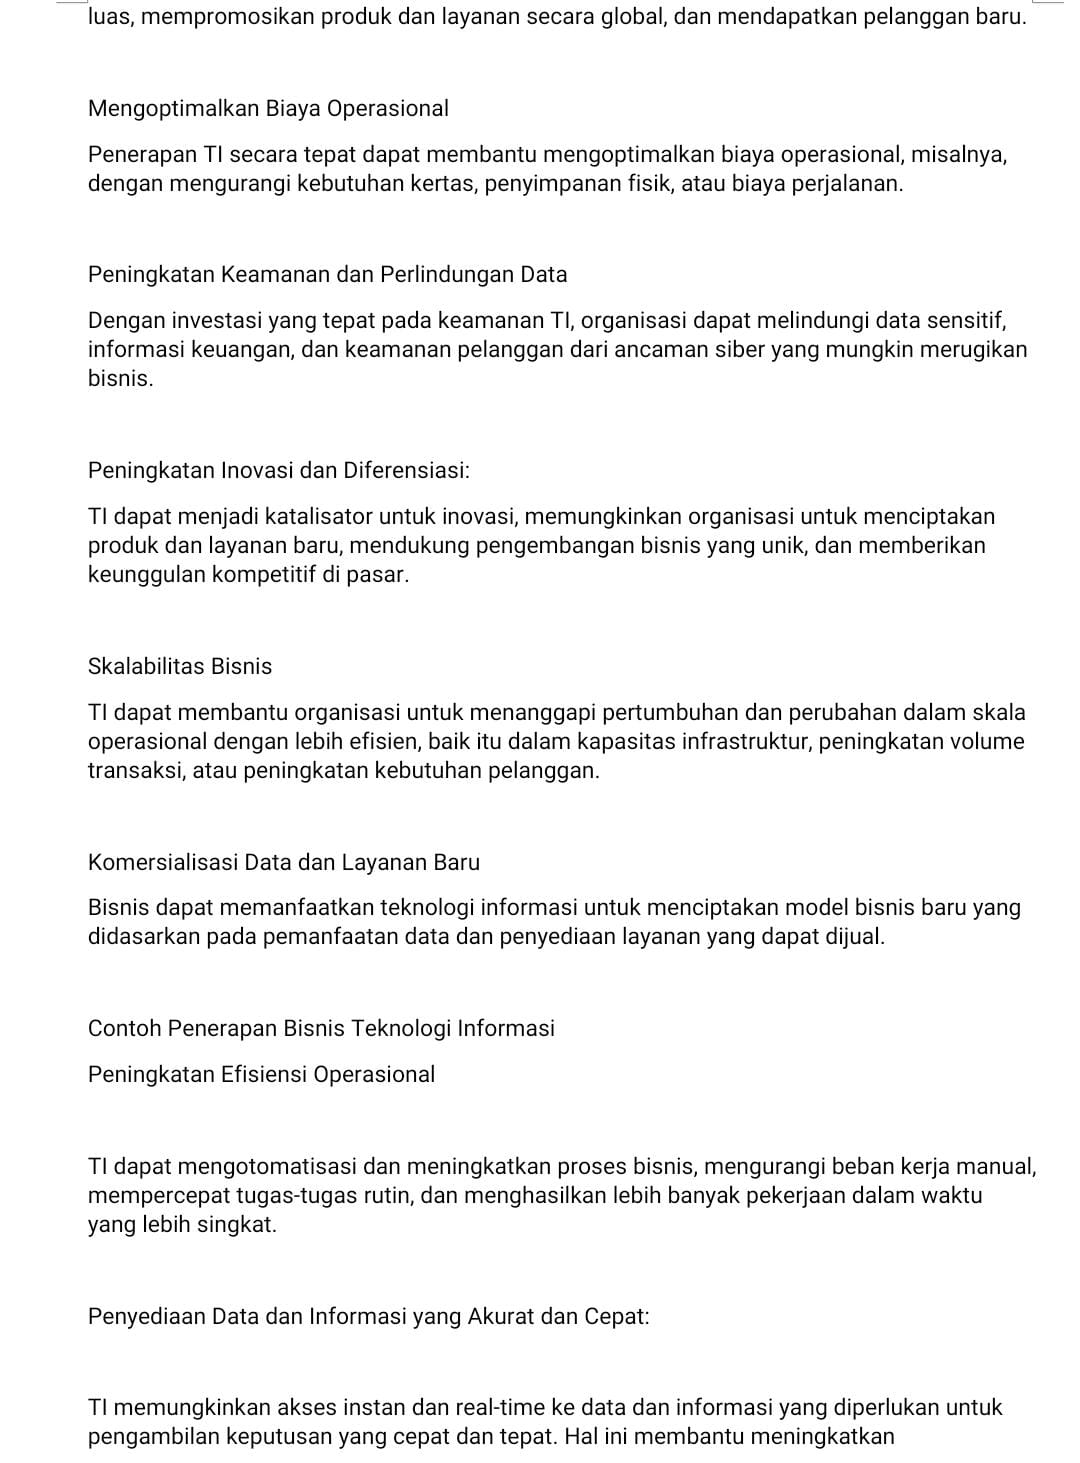 luas, mempromosikan produk dan layanan secara global, dan mendapatkan pelanggan baru.
Mengoptimalkan Biaya Operasional
Penerapan TI secara tepat dapat membantu mengoptimalkan biaya operasional, misalnya,
dengan mengurangi kebutuhan kertas, penyimpanan fisik, atau biaya perjalanan.
Peningkatan Keamanan dan Perlindungan Data
Dengan investasi yang tepat pada keamanan TI, organisasi dapat melindungi data sensitif,
informasi keuangan, dan keamanan pelanggan dari ancaman siber yang mungkin merugikan
bisnis.
Peningkatan Inovasi dan Diferensiasi:
TI dapat menjadi katalisator untuk inovasi, memungkinkan organisasi untuk menciptakan
produk dan layanan baru, mendukung pengembangan bisnis yang unik, dan memberikan
keunggulan kompetitif di pasar.
Skalabilitas Bisnis
TI dapat membantu organisasi untuk menanggapi pertumbuhan dan perubahan dalam skala
operasional dengan lebih efisien, baik itu dalam kapasitas infrastruktur, peningkatan volume
transaksi, atau peningkatan kebutuhan pelanggan.
Komersialisasi Data dan Layanan Baru
Bisnis dapat memanfaatkan teknologi informasi untuk menciptakan model bisnis baru yang
didasarkan pada pemanfaatan data dan penyediaan layanan yang dapat dijual.
Contoh Penerapan Bisnis Teknologi Informasi
Peningkatan Efisiensi Operasional
TI dapat mengotomatisasi dan meningkatkan proses bisnis, mengurangi beban kerja manual,
mempercepat tugas-tugas rutin, dan menghasilkan lebih banyak pekerjaan dalam waktu
yang lebih singkat.
Penyediaan Data dan Informasi yang Akurat dan Cepat:
TI memungkinkan akses instan dan real-time ke data dan informasi yang diperlukan untuk
pengambilan keputusan yang cepat dan tepat. Hal ini membantu meningkatkan